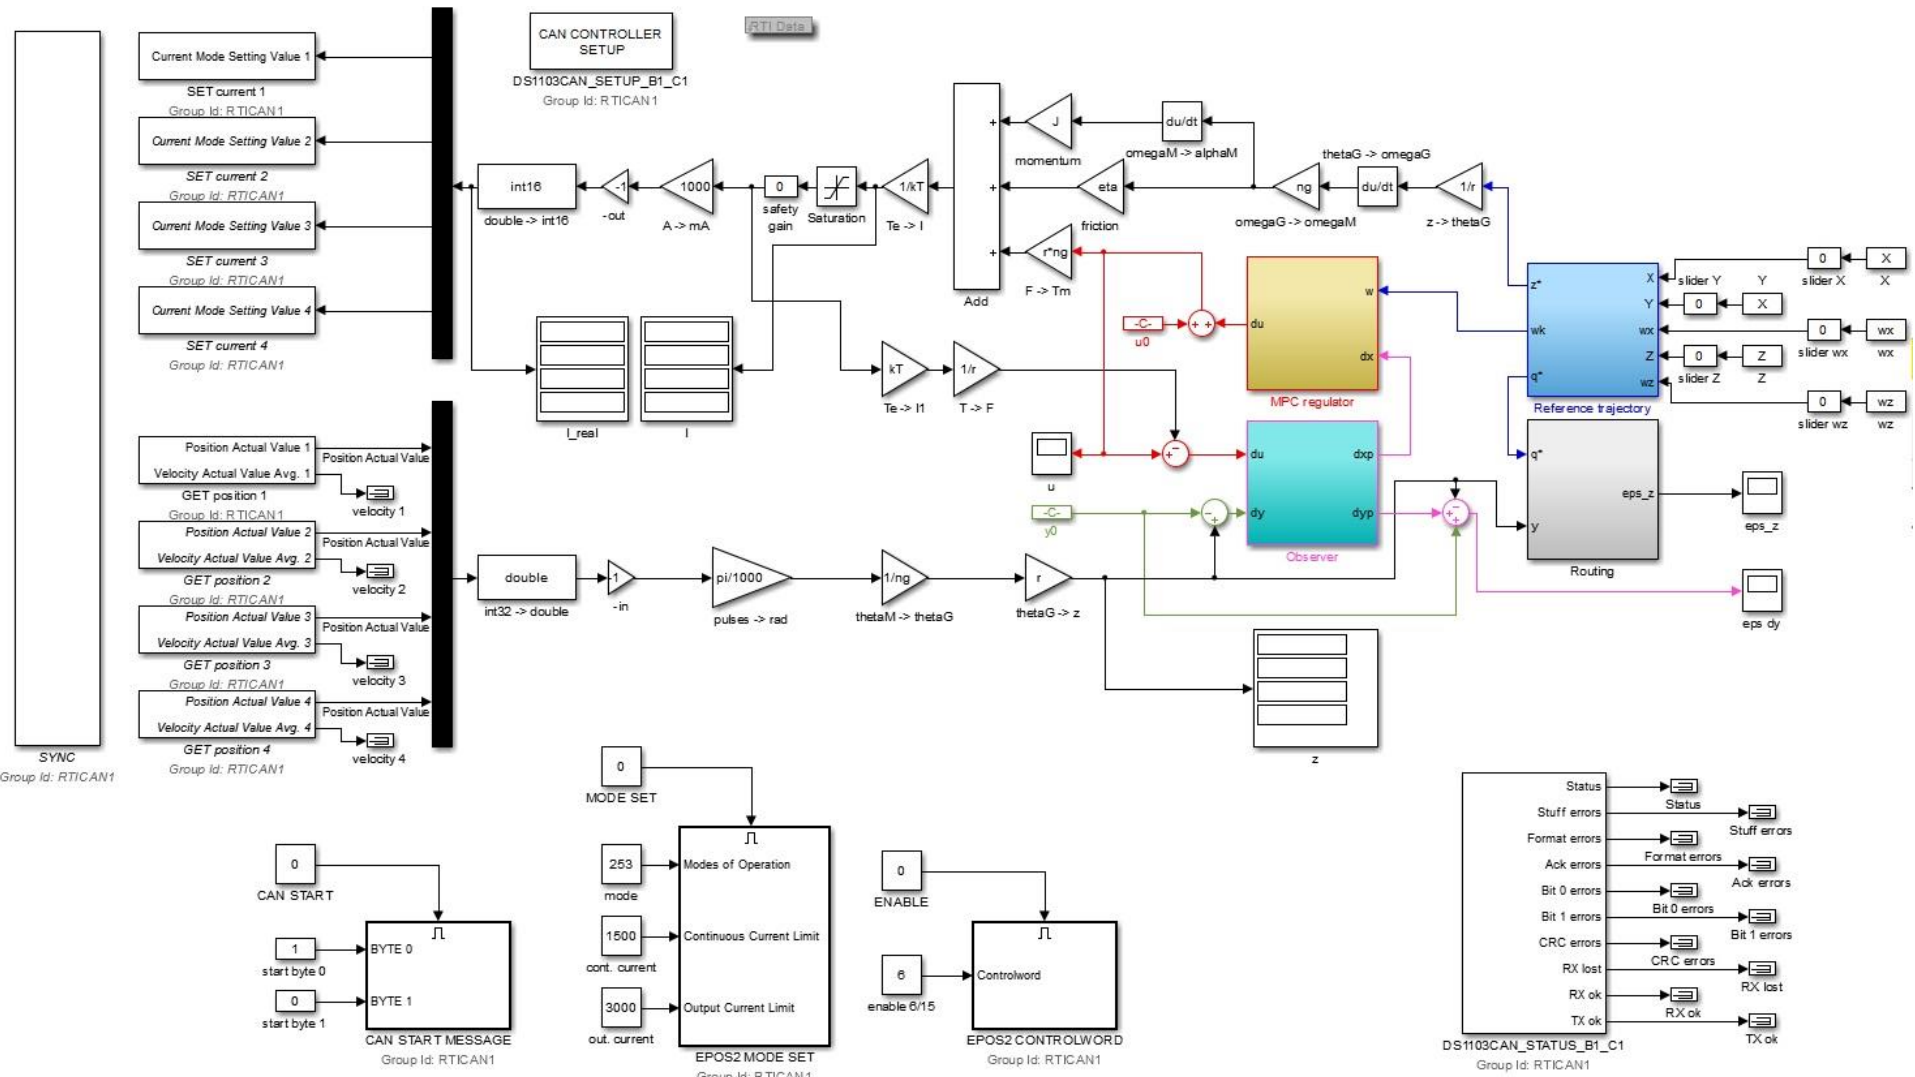 CAN CONTROLLER
SETUP
DS1103CAN_SETUP_B1_C1
Group Id: RTICAN1
RTI Data
Current Mode Setting Value 1
SET current 1
Group Id: RTICAN1
Current Mode Setting Value 2
SET current 2
Group Id: RTICAN1
Current Mode Setting Value 3
SET current 3
Group Id: RTICAN1
Current Mode Setting Value 4
SET current 4
Group Id: RTICAN1
int16
double -> int16
-1
-out
1000
A -> mA
0
safety
gain
Saturation
1/kT
Te -> I
+
+
+
Add
J
momentum
du/dt
omegaM -> alphaM
eta
friction
ng
omegaG -> omegaM
thetaG -> omegaG
du/dt
1/r
z -> thetaG
r*ng
F -> Tm
-C-
u0
+ +
I_real
I
kT
Te -> I1
1/r
T -> F
w
du
dx
MPC regulator
z*
wk
q*
X
Y
wx
Z
wz
Reference trajectory
0
slider X
X
X
slider Y
0
Y
X
0
slider wx
wx
wx
0
slider Z
Z
Z
0
slider wz
wz
wz
Position Actual Value 1
Velocity Actual Value Avg. 1
GET position 1
Group Id: RTICAN1
Position Actual Value
velocity 1
Position Actual Value 2
Velocity Actual Value Avg. 2
GET position 2
Group Id: RTICAN1
Position Actual Value
velocity 2
Position Actual Value 3
Velocity Actual Value Avg. 3
GET position 3
Group Id: RTICAN1
Position Actual Value
velocity 3
Position Actual Value 4
Velocity Actual Value Avg. 4
GET position 4
Group Id: RTICAN1
Position Actual Value
velocity 4
SYNC
Group Id: RTICAN1
double
int32 -> double
-1
-in
pi/1000
pulses -> rad
1/ng
thetaM -> thetaG
r
thetaG -> z
u
-C-
y0
du
dy
dxp
dyp
Observer
q*
y
eps_z
Routing
eps_z
eps dy
z
0
CAN START
1
start byte 0
0
start byte 1
BYTE 0
BYTE 1
CAN START MESSAGE
Group Id: RTICAN1
0
MODE SET
253
mode
1500
cont. current
3000
out. current
Modes of Operation
Continuous Current Limit
Output Current Limit
EPOS2 MODE SET
Group Id: RTICAN1
0
ENABLE
6
enable 6/15
Controlword
EPOS2 CONTROLWORD
Group Id: RTICAN1
Status
Stuff errors
Format errors
Ack errors
Bit 0 errors
Bit 1 errors
CRC errors
RX lost
RX ok
TX ok
Status
Stuff errors
Format errors
Ack errors
Bit 0 errors
Bit 1 errors
CRC errors
RX lost
RX ok
TX ok
DS1103CAN_STATUS_B1_C1
Group Id: RTICAN1